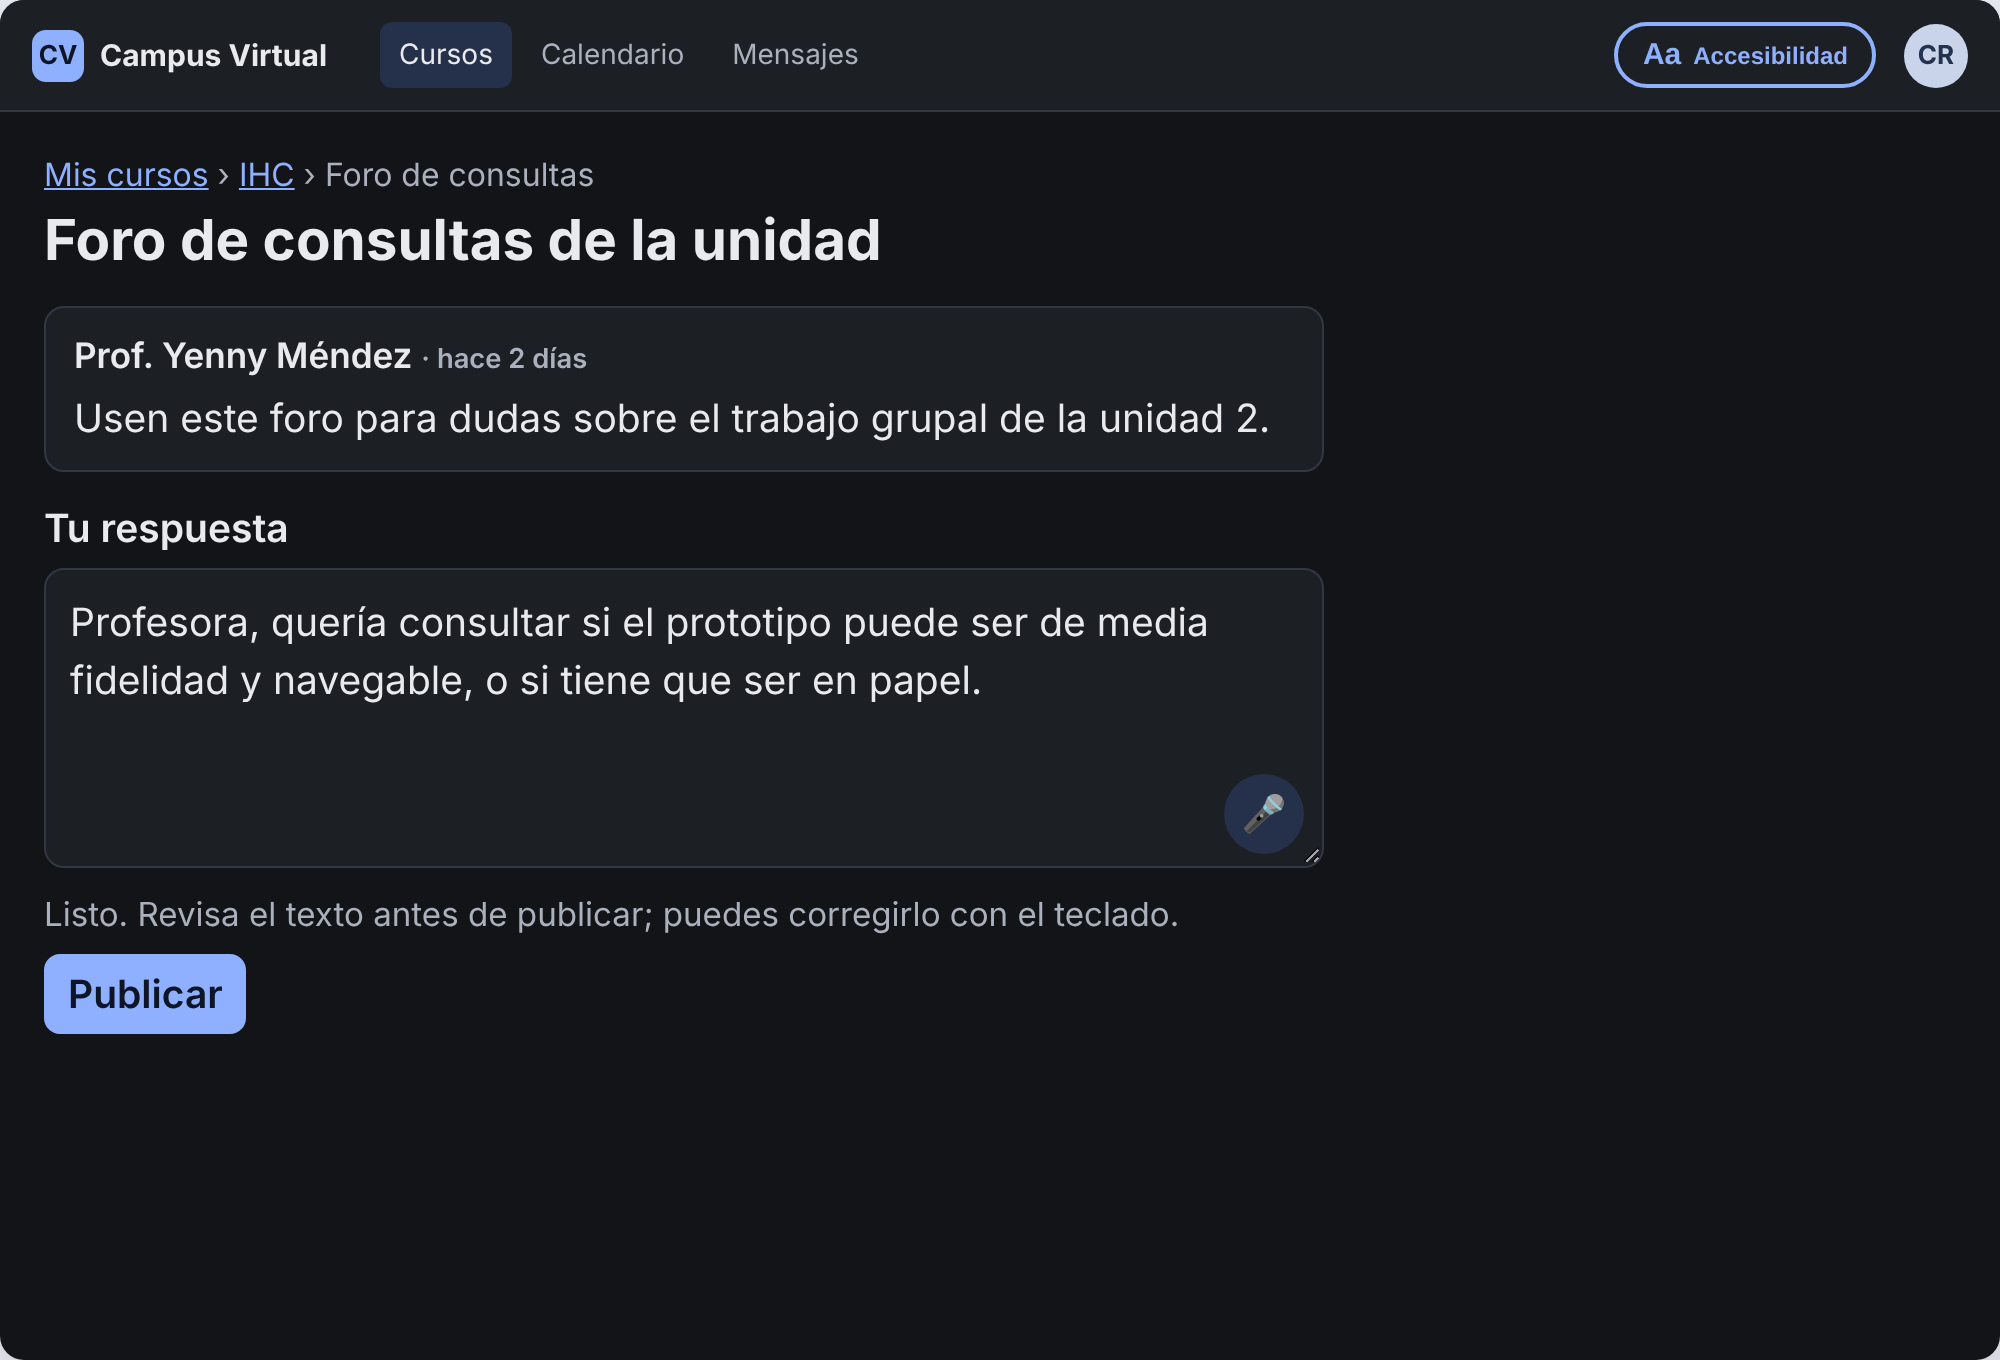 CV Campus Virtual Cursos Calendario Mensajes Aa Accesibilidad CR
Mis cursos › IHC › Foro de consultas
Foro de consultas de la unidad
Prof. Yenny Méndez · hace 2 días
Usen este foro para dudas sobre el trabajo grupal de la unidad 2.
Tu respuesta
Profesora, quería consultar si el prototipo puede ser de media
fidelidad y navegable, o si tiene que ser en papel.
Listo. Revisa el texto antes de publicar; puedes corregirlo con el teclado.
Publicar